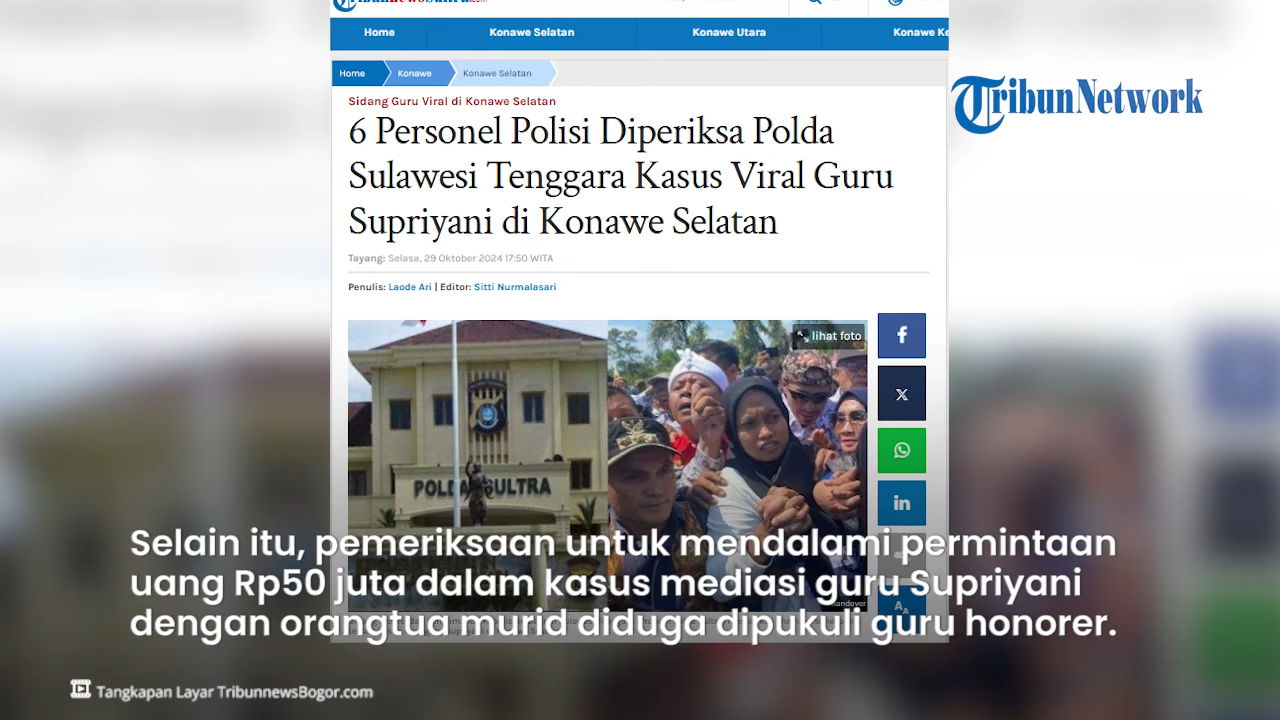 TribunNetwork
Home
Konawe Selatan
Konawe Utara
Konawe Ke
Home
Konawe
Konawe Selatan
Sidang Guru Viral di Konawe Selatan
6 Personel Polisi Diperiksa Polda
Sulawesi Tenggara Kasus Viral Guru
Supriyani di Konawe Selatan
Tayang: Selasa, 29 Oktober 2024 17:50 WITA
Penulis: Laode Ari | Editor: Sitti Nurmalasari
lihat foto
POLDA SULTRA
Selain itu, pemeriksaan untuk mendalami permintaan
uang Rp50 juta dalam kasus mediasi guru Supriyani
dengan orangtua murid diduga dipukuli guru honorer.
handover
Tangkapan Layar TribunnewsBogor.com